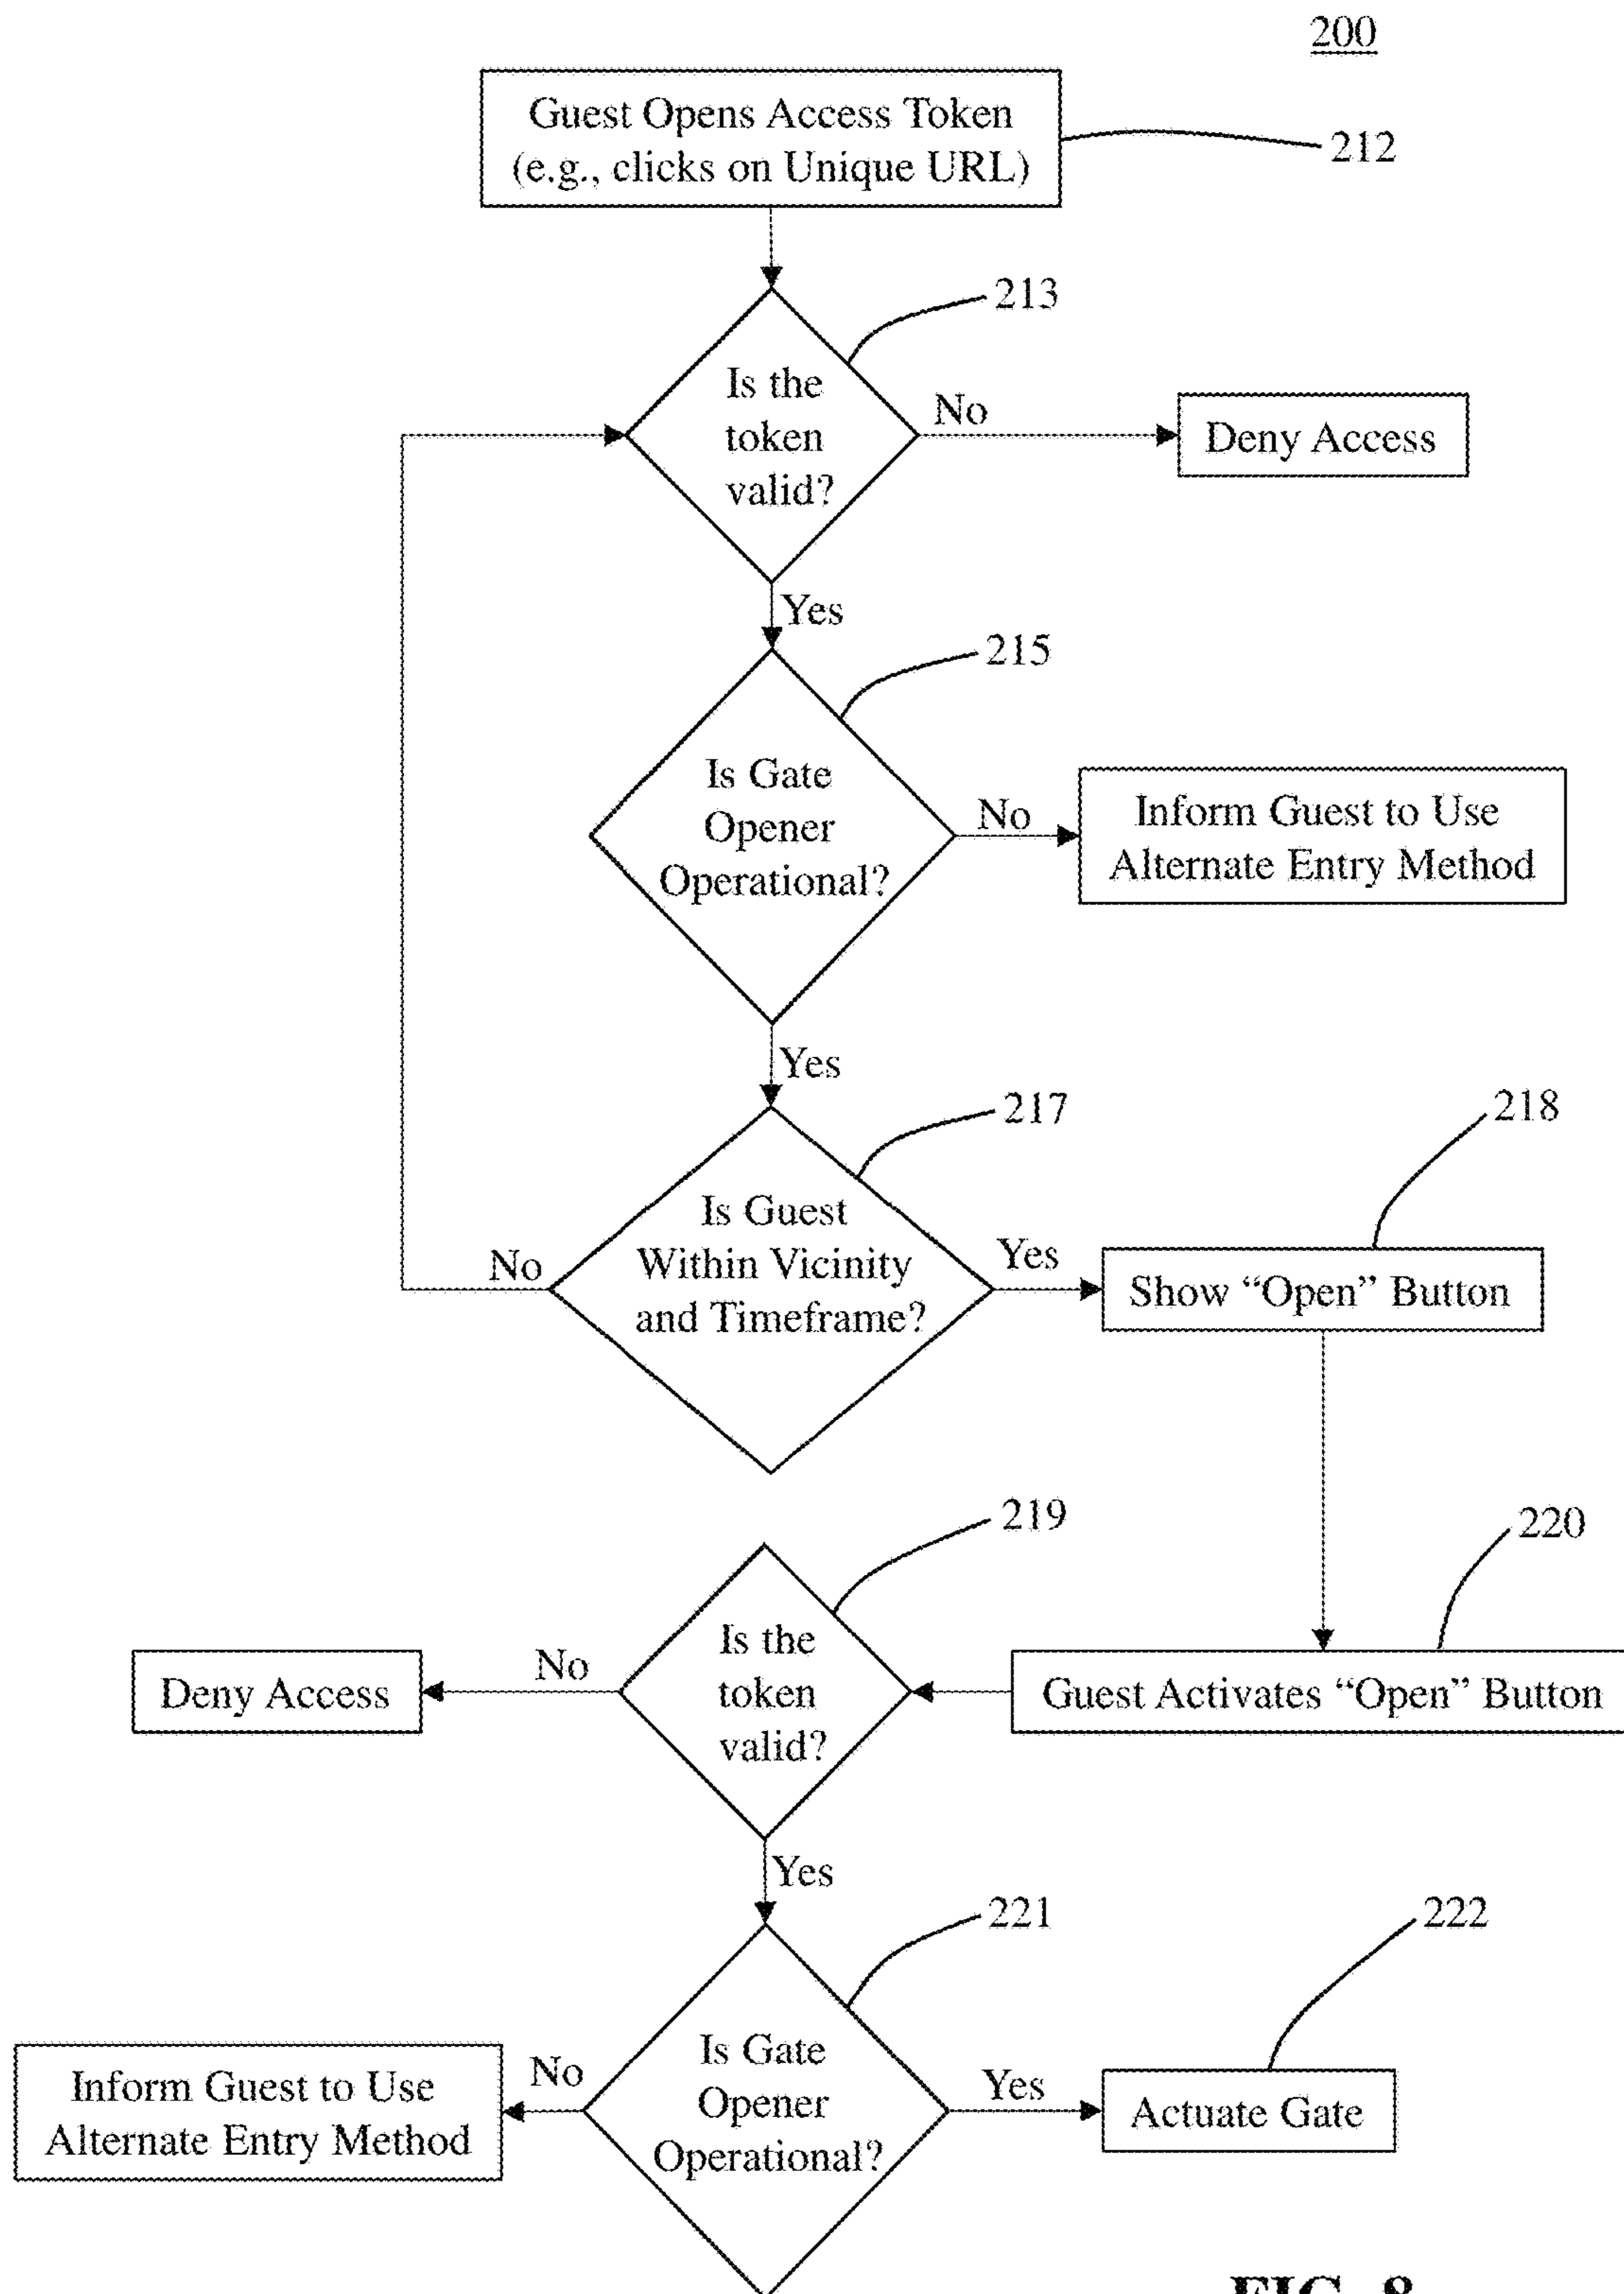 200
Guest Opens Access Token
(e.g., clicks on Unique URL)
212
213
Is the
token
valid?
No
Deny Access
Yes
215
Is Gate
Opener
Operational?
No
Inform Guest to Use
Alternate Entry Method
Yes
217
218
Is Guest
Within Vicinity
and Timeframe?
No
Yes
Show “Open” Button
219
220
Is the
token
valid?
No
Deny Access
Guest Activates “Open” Button
Yes
221
222
Is Gate
Opener
Operational?
No
Inform Guest to Use
Alternate Entry Method
Yes
Actuate Gate
FIG. 8